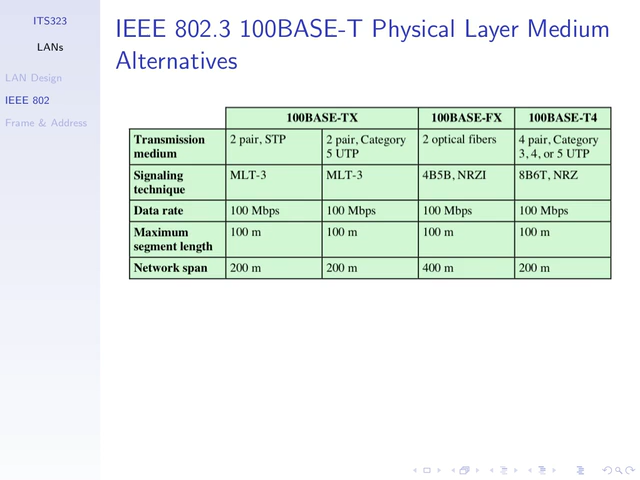 ITS323
LANs
LAN Design
IEEE 802
Frame & Address
IEEE 802.3 100BASE-T Physical Layer Medium
Alternatives
100BASE-TX 100BASE-FX 100BASE-T4
Transmission medium 2 pair, STP 2 pair, Category 5 UTP 2 optical fibers 4 pair, Category 3, 4, or 5 UTP
Signaling technique MLT-3 MLT-3 4B5B, NRZI 8B6T, NRZ
Data rate 100 Mbps 100 Mbps 100 Mbps 100 Mbps
Maximum segment length 100 m 100 m 100 m 100 m
Network span 200 m 200 m 400 m 200 m